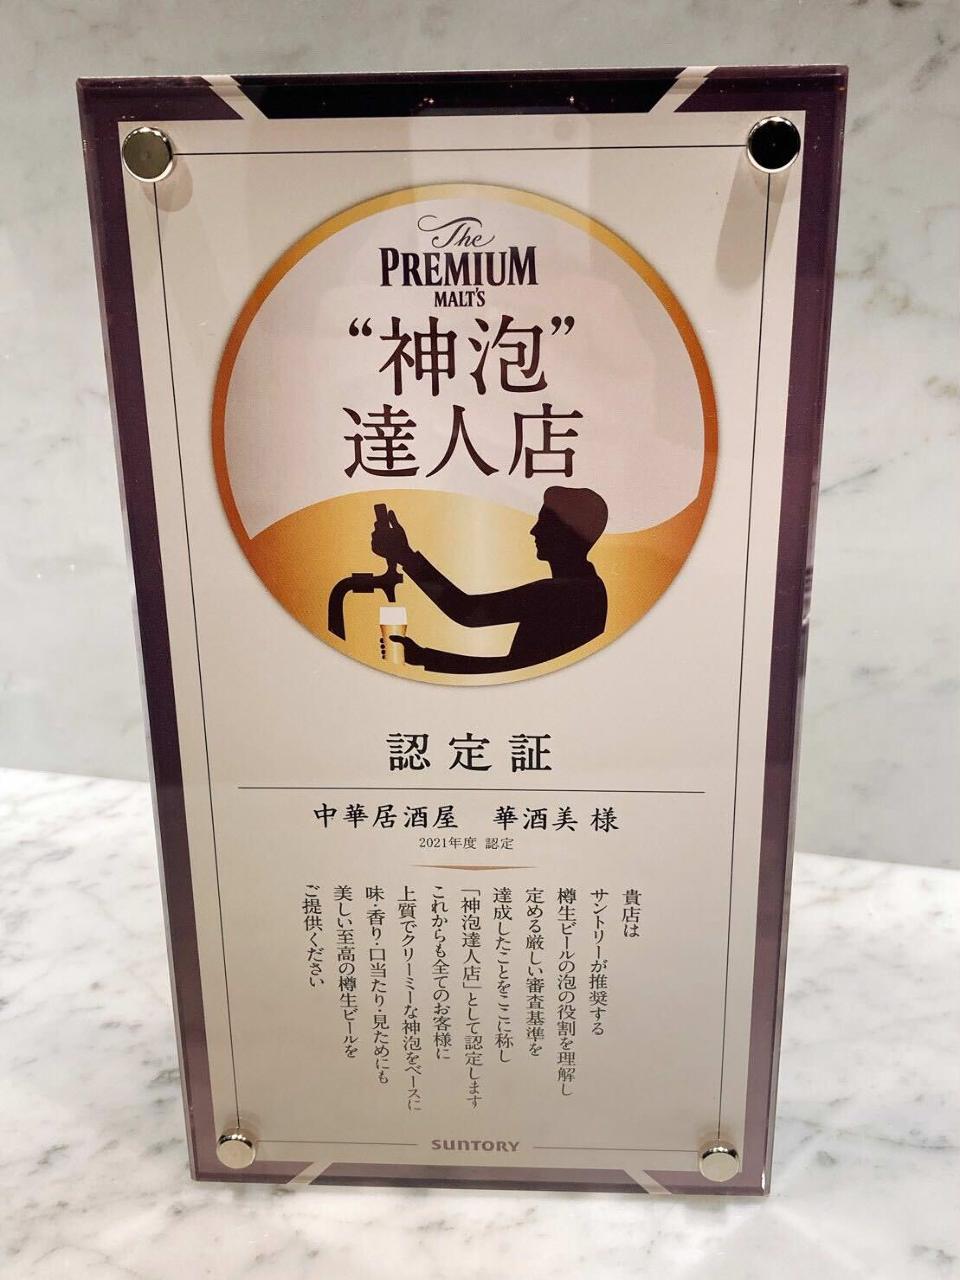 The
PREMIUM
MALT'S
“神泡”
達人店
認定証
中華居酒屋 華酒美 様
2021年度 認定
貴店は
サントリーが推奨する
樽生ビールの泡の役割を理解し
定める厳しい審査基準を
達成したことをここに称し
「神泡達人店」として認定します
これからも全てのお客様に
上質でクリーミーな神泡をベースに
味・香り・口当たり・見ためにも
美しい至高の樽生ビールを
ご提供ください
SUNTORY